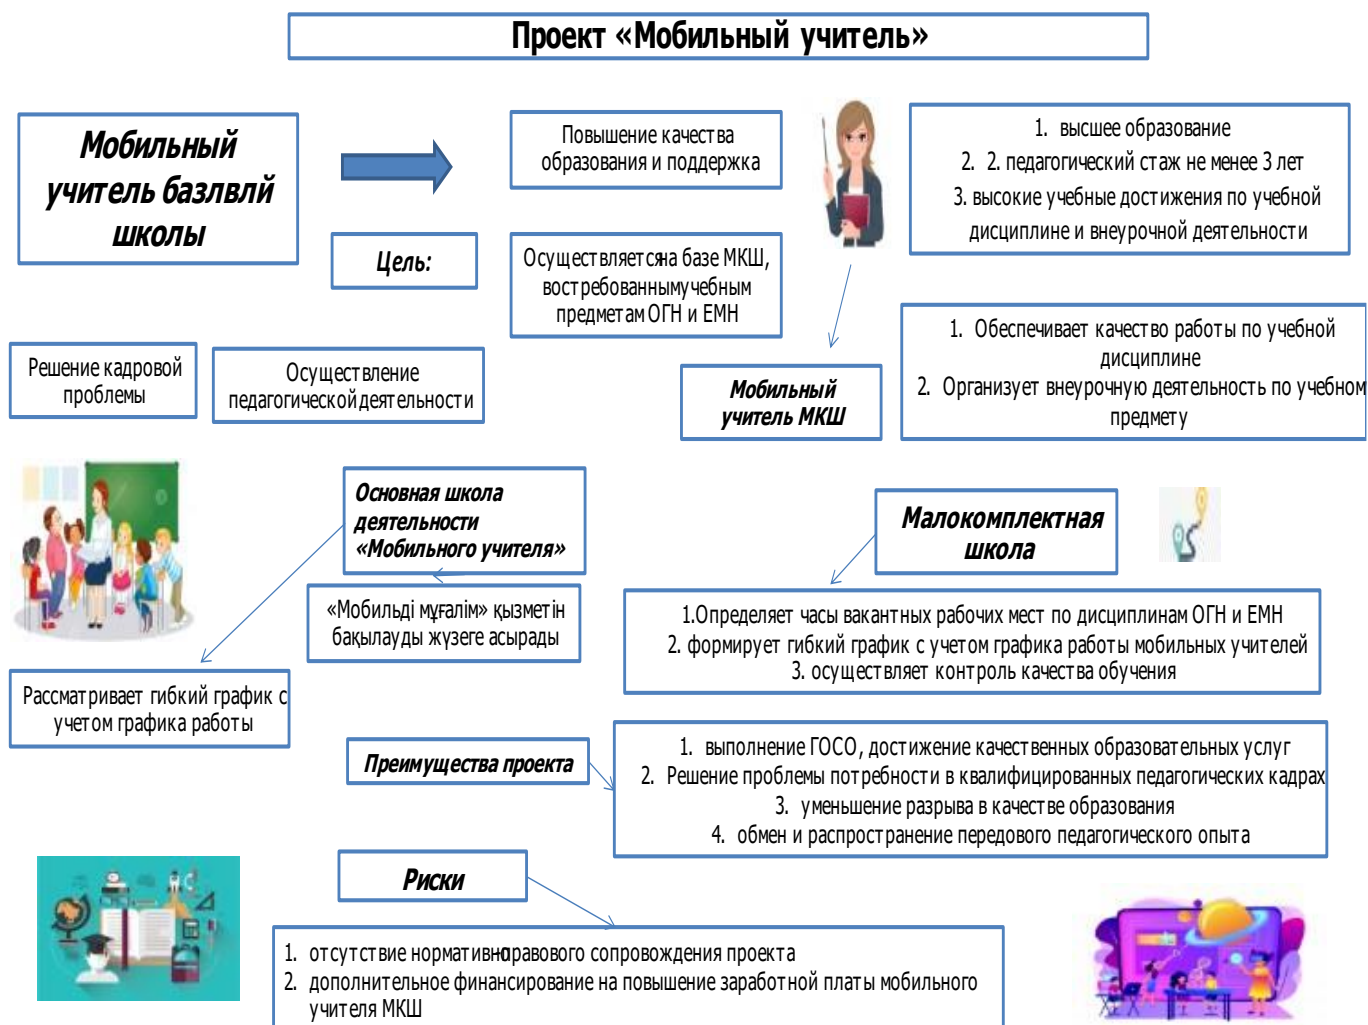 Проект «Мобильный учитель»
Мобильный
учитель базлвлй
школы
Повышение качества
образования и поддержка
1. высшее образование
2. 2. педагогический стаж не менее 3 лет
3. высокие учебные достижения по учебной
дисциплине и внеурочной деятельности
Цель:
Осуществляетсяна базе МКШ,
востребованнымучебным
предметам ОГН и ЕМН
1. Обеспечивает качество работы по учебной
дисциплине
2. Организует внеурочную деятельность по учебном
предмету
Решение кадровой
проблемы
Осуществление
педагогической деятельности
Мобильный
учитель МКШ
Основная школа
деятельности
«Мобильного учителя»
Малокомплектная
школа
«Мобильді мұғалім» қызметін
бақылауды жүзеге асырады
1.Определяет часы вакантных рабочих мест по дисциплинам ОГН и ЕМН
2. формирует гибкий график с учетом графика работы мобильных учителей
3. осуществляет контроль качества обучения
Рассматривает гибкий график с
учетом графика работы
Преимущества проекта
1. выполнение ГОСО, достижение качественных образовательных услуг
2. Решение проблемы потребности в квалифицированных педагогических кадрах
3. уменьшение разрыва в качестве образования
4. обмен и распространение передового педагогического опыта
Риски
1. отсутствие нормативно-правового сопровождения проекта
2. дополнительное финансирование на повышение заработной платы мобильного
учителя МКШ